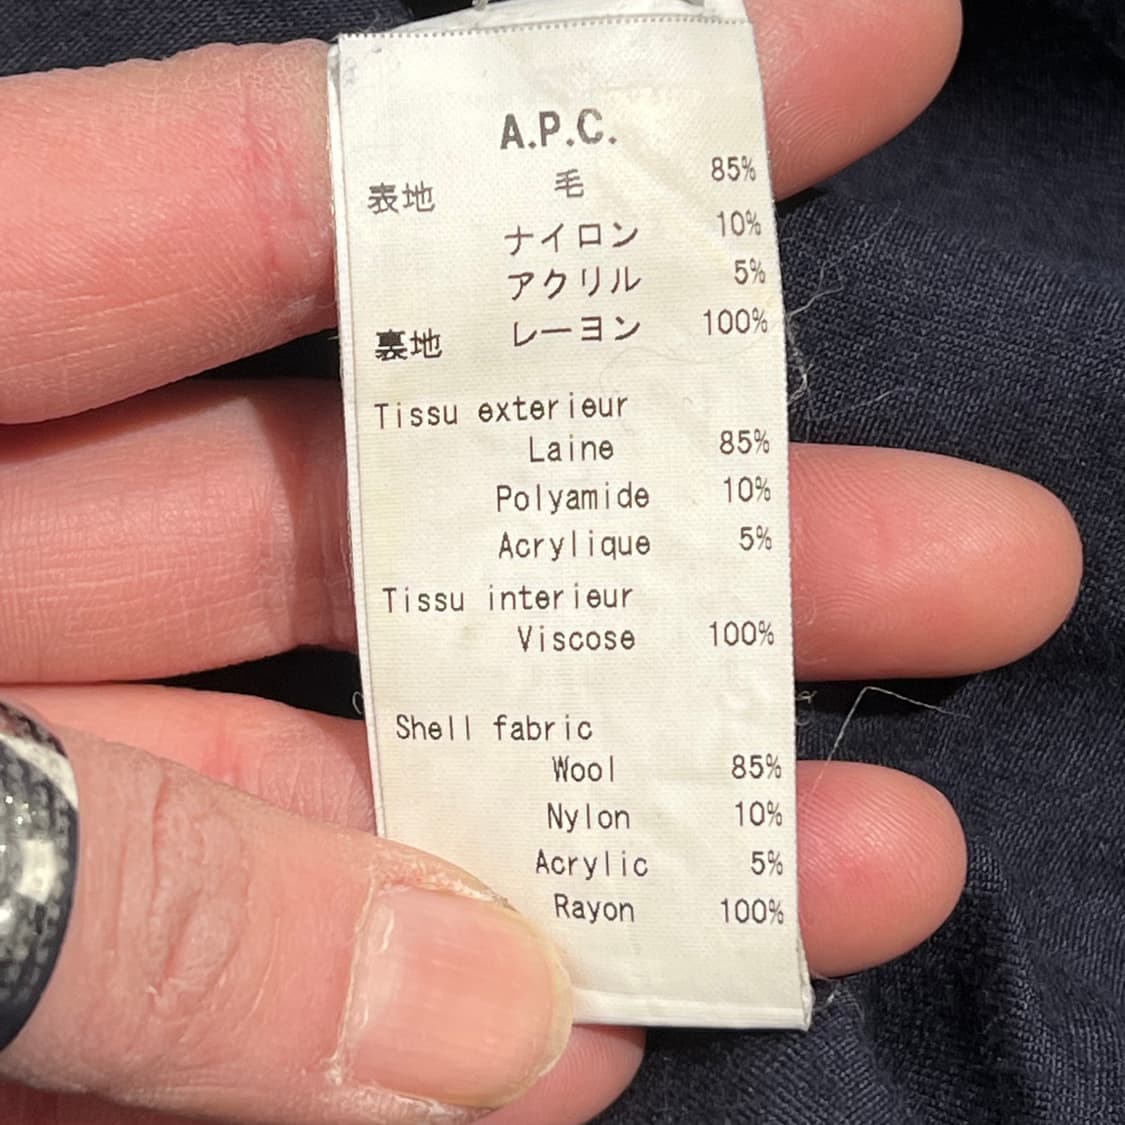 A.P.C.
表地 毛 85%
ナイロン 10%
アクリル 5%
裏地 レーヨン 100%
Tissu exterieur
Laine 85%
Polyamide 10%
Acrylique 5%
Tissu interieur
Viscose 100%
Shell fabric
Wool 85%
Nylon 10%
Acrylic 5%
Rayon 100%